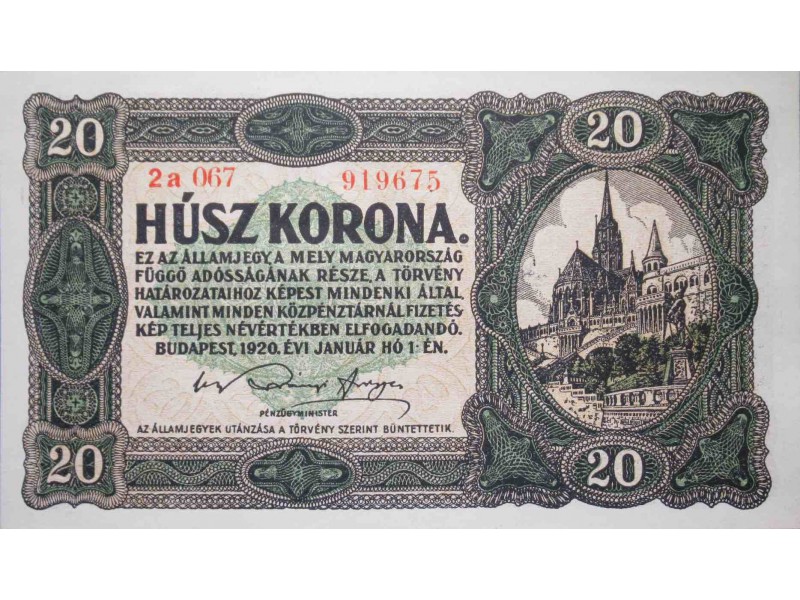 20 20
2a 067 919675
HÚSZ KORONA.
EZ AZ ÁLLAMJEGY, A MELY MAGYARORSZÁG
FÜGGŐ ADÓSSÁGÁNAK RÉSZE, A TÖRVÉNY
HATÁROZATAIHOZ KÉPEST MINDENKI ÁLTAL
VALAMINT MINDEN KÖZPÉNZTÁRNÁL FIZETÉS
KÉP TELJES NÉVÉRTÉKBEN ELFOGADANDÓ.
BUDAPEST, 1920. ÉVI JANUÁR HÓ 1-ÉN.
PÉNZÜGYMINISTER
AZ ÁLLAMJEGYEK UTÁNZÁSA A TÖRVÉNY SZERINT BÜNTETTETIK.
20 20